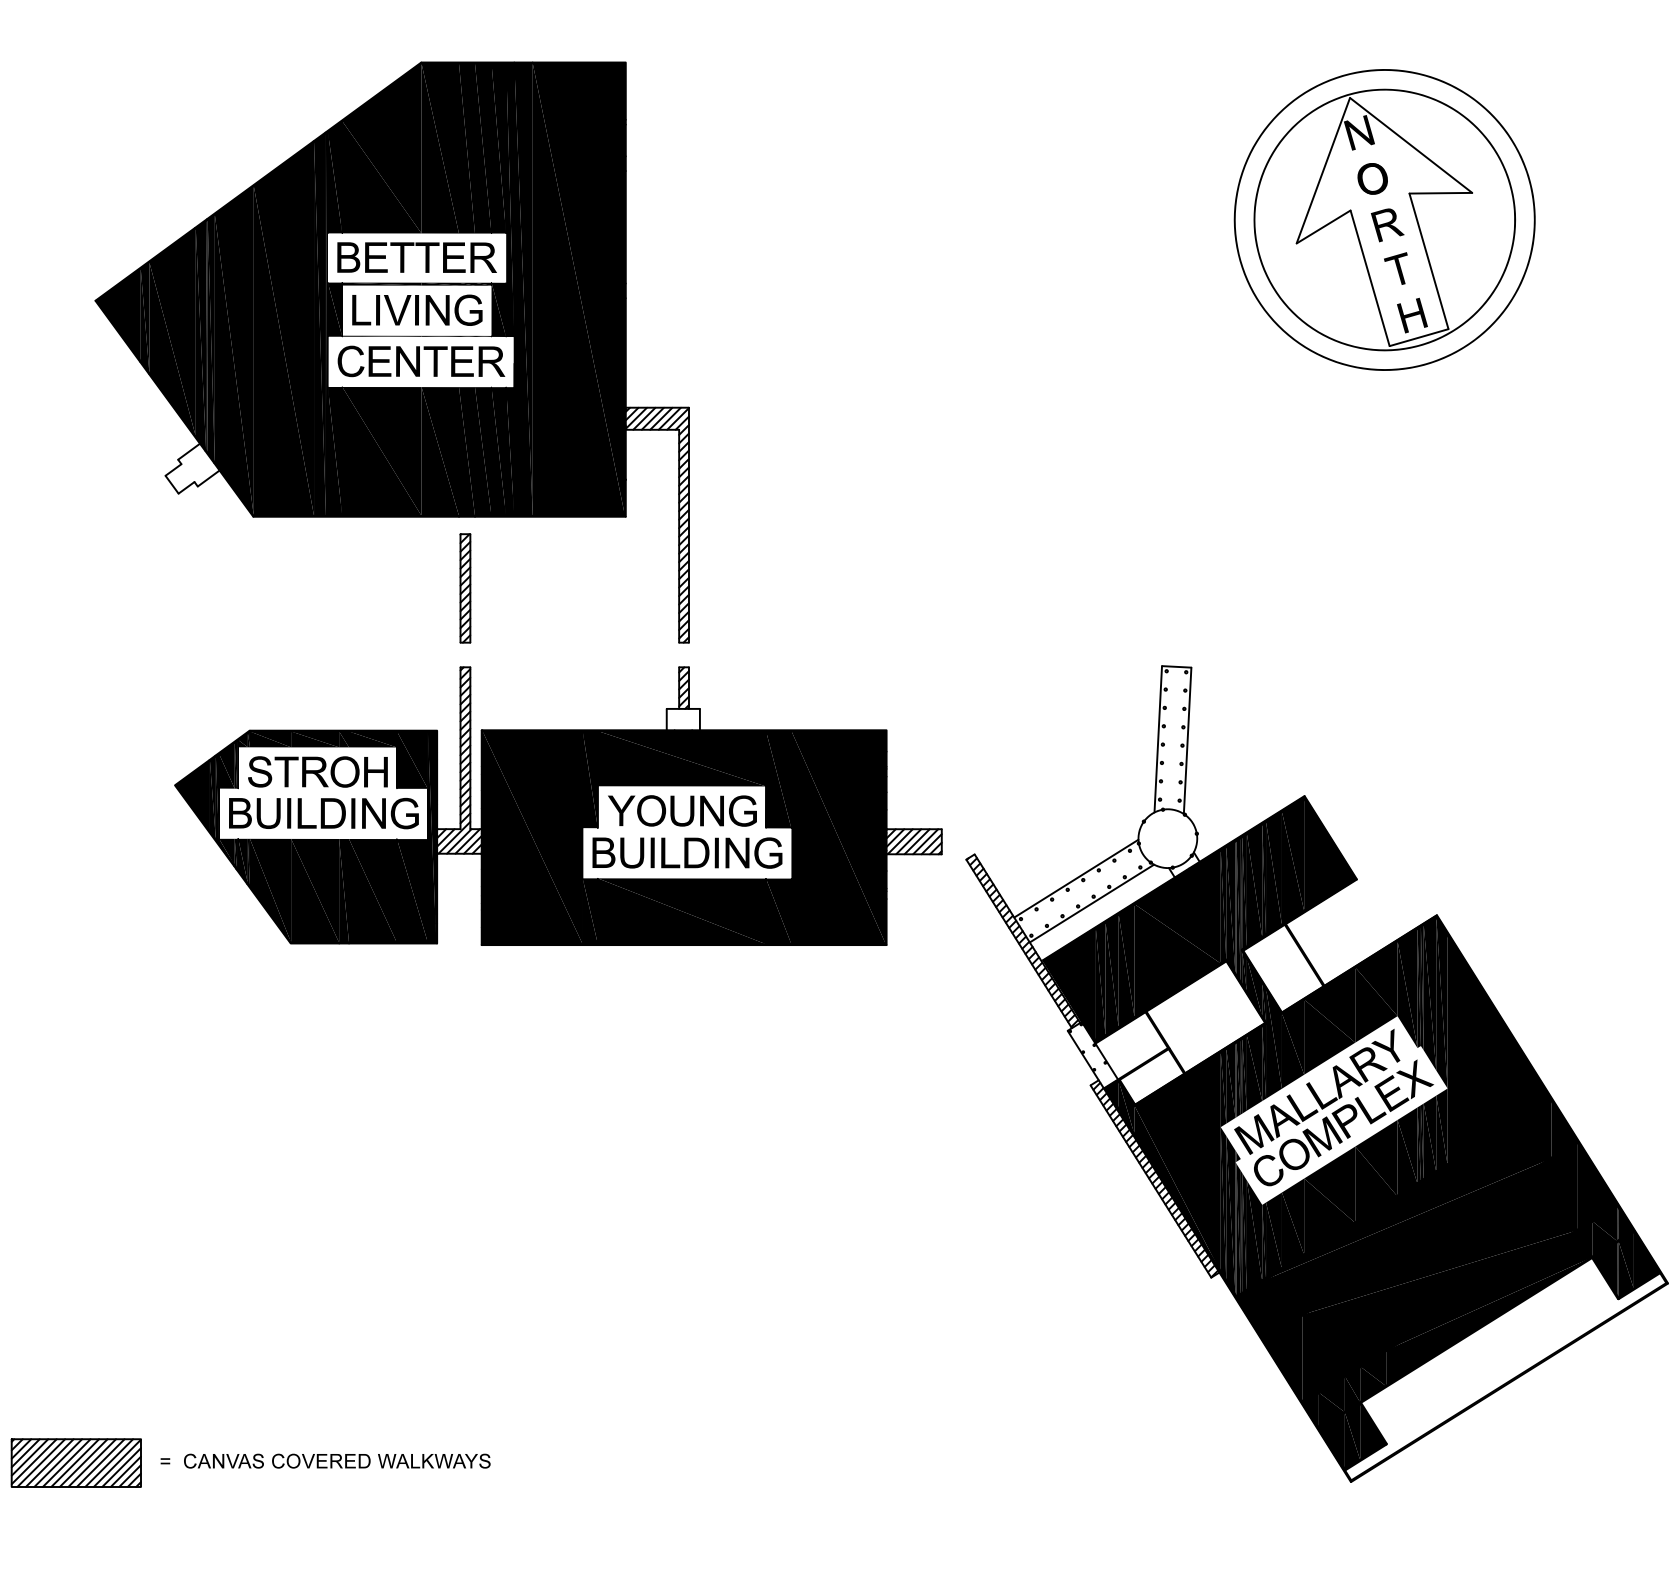 BETTER
LIVING
CENTER
NORTH
STROH
BUILDING
YOUNG
BUILDING
MALLARY
COMPLEX
= CANVAS COVERED WALKWAYS